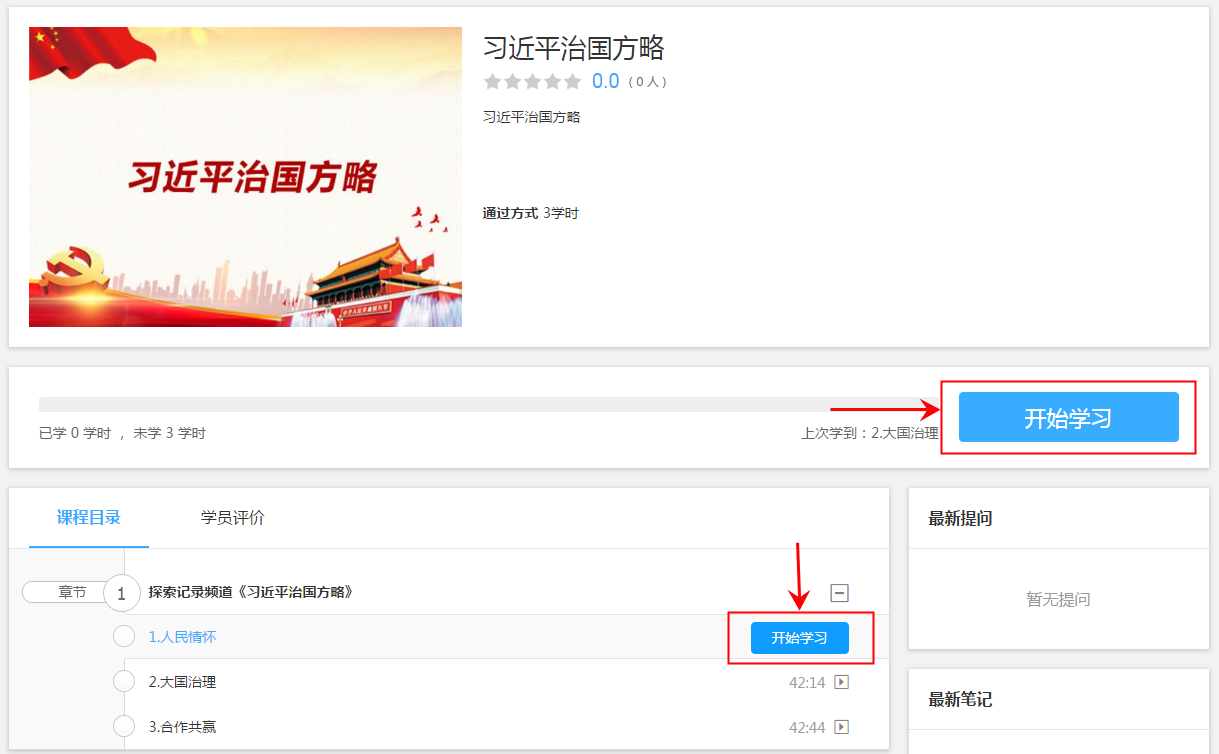 习近平治国方略
习近平治国方略
0.0 ( 0 人 )
习近平治国方略
通过方式 3学时
已学 0 学时 ，未学 3 学时
上次学到：2.大国治理
开始学习
课程目录
学员评价
章节
1
探索记录频道《习近平治国方略》
1.人民情怀
开始学习
2.大国治理
42:14
3.合作共赢
42:44
最新提问
暂无提问
最新笔记